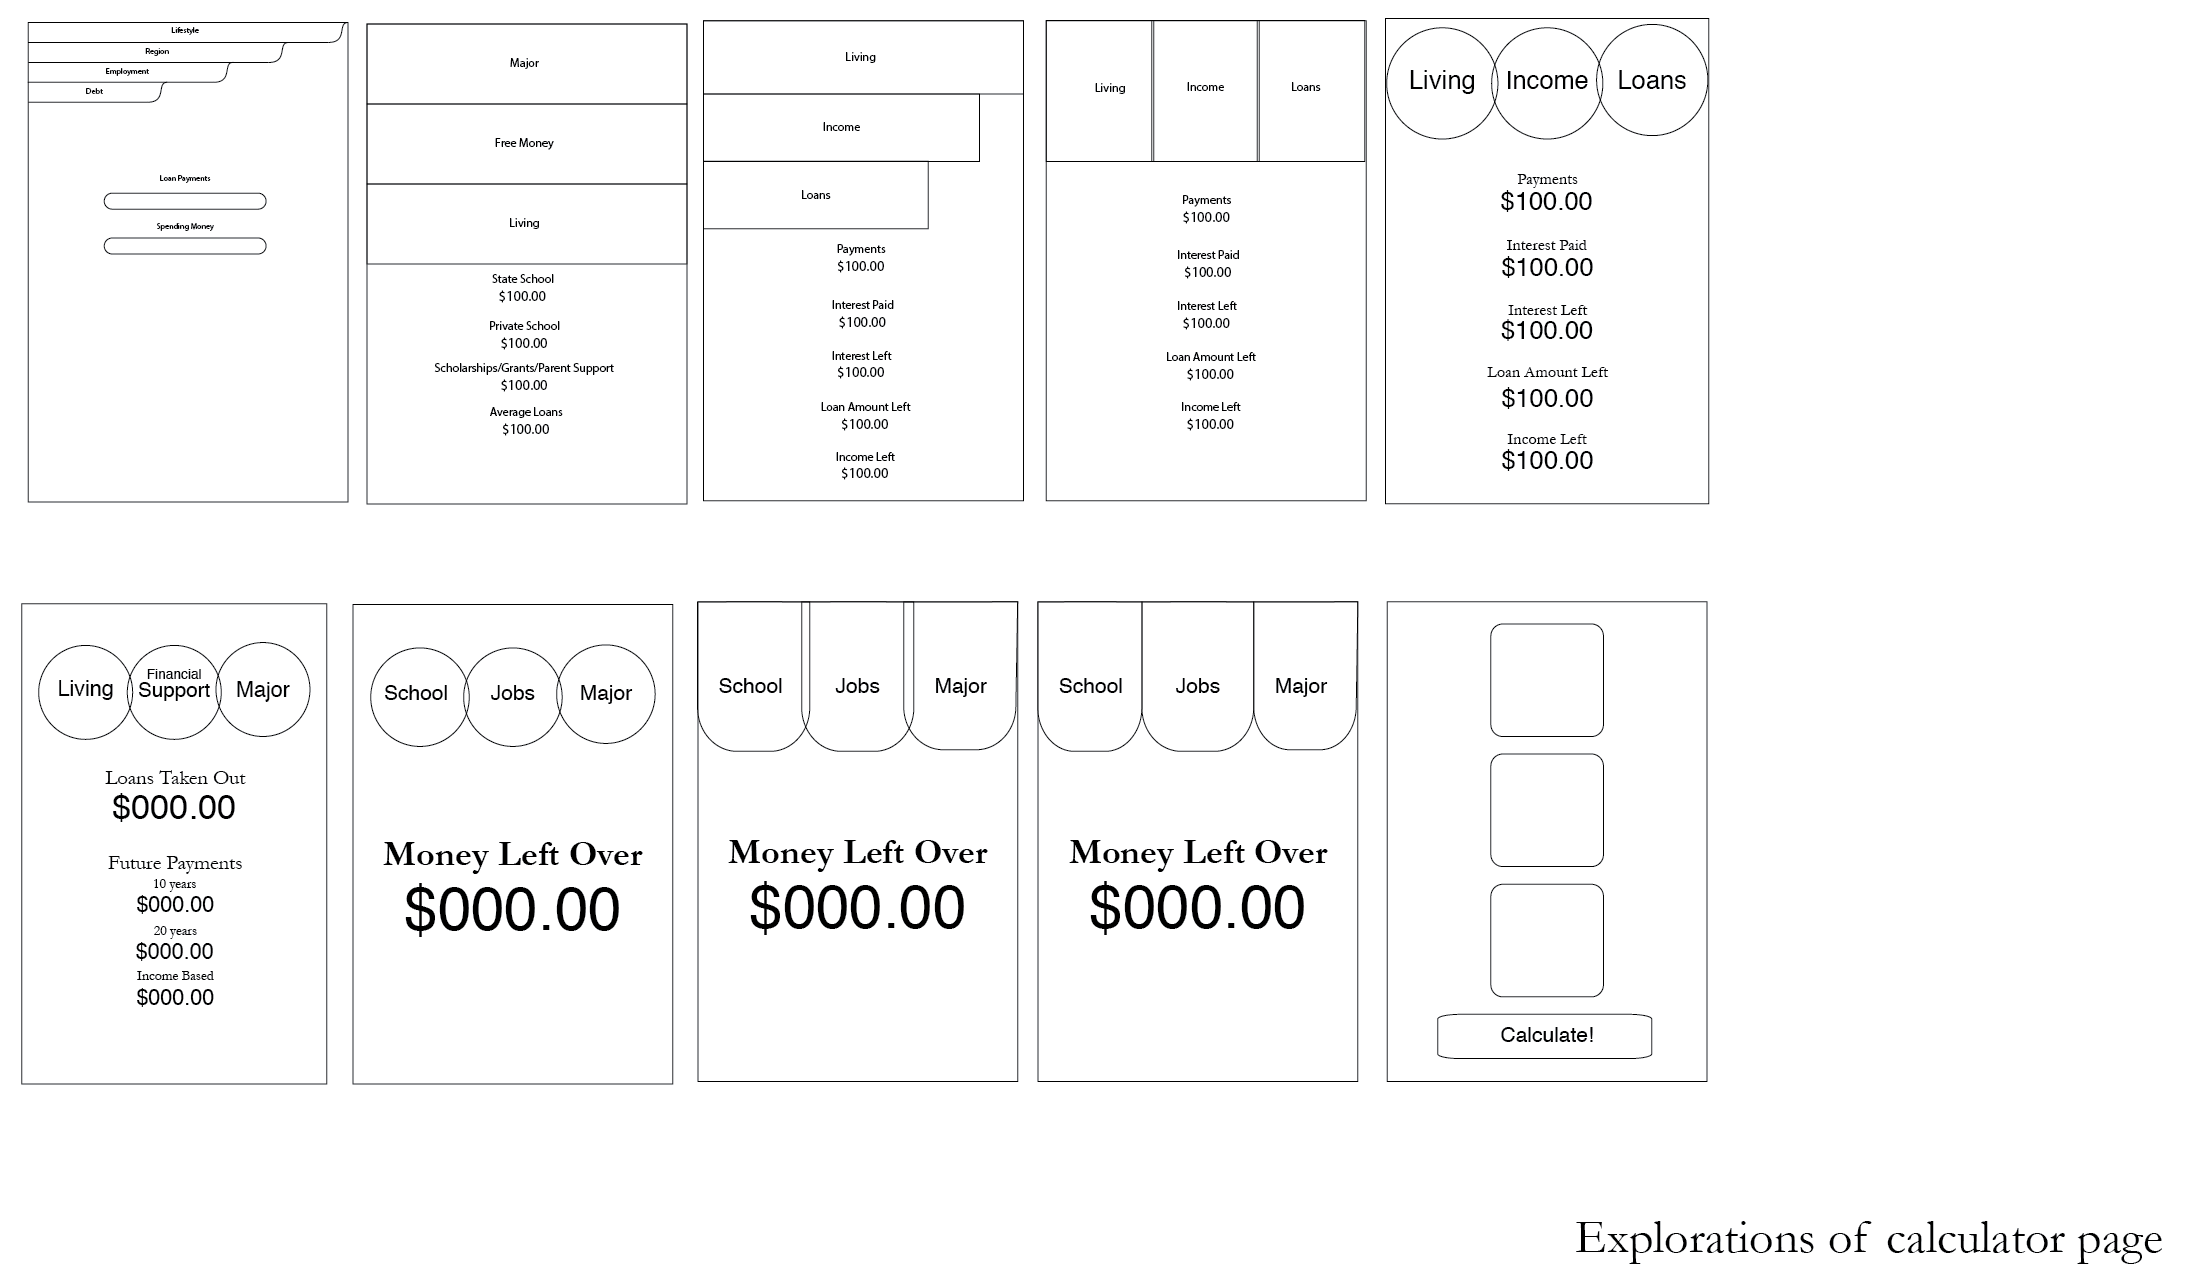 Lifestyle
Region
Employment
Debt
Loan Payments
Spending Money
Major
Free Money
Living
State School
$100.00
Private School
$100.00
Scholarships/Grants/Parent Support
$100.00
Average Loans
$100.00
Living
Income
Loans
Payments
$100.00
Interest Paid
$100.00
Interest Left
$100.00
Loan Amount Left
$100.00
Income Left
$100.00
Living Income Loans
Payments
$100.00
Interest Paid
$100.00
Interest Left
$100.00
Loan Amount Left
$100.00
Income Left
$100.00
Living Income Loans
Payments
$100.00
Interest Paid
$100.00
Interest Left
$100.00
Loan Amount Left
$100.00
Income Left
$100.00
Living
Financial
Support
Major
Loans Taken Out
$000.00
Future Payments
10 years
$000.00
20 years
$000.00
Income Based
$000.00
School Jobs Major
Money Left Over
$000.00
School Jobs Major
Money Left Over
$000.00
School Jobs Major
Money Left Over
$000.00
Calculate!
Explorations of calculator page